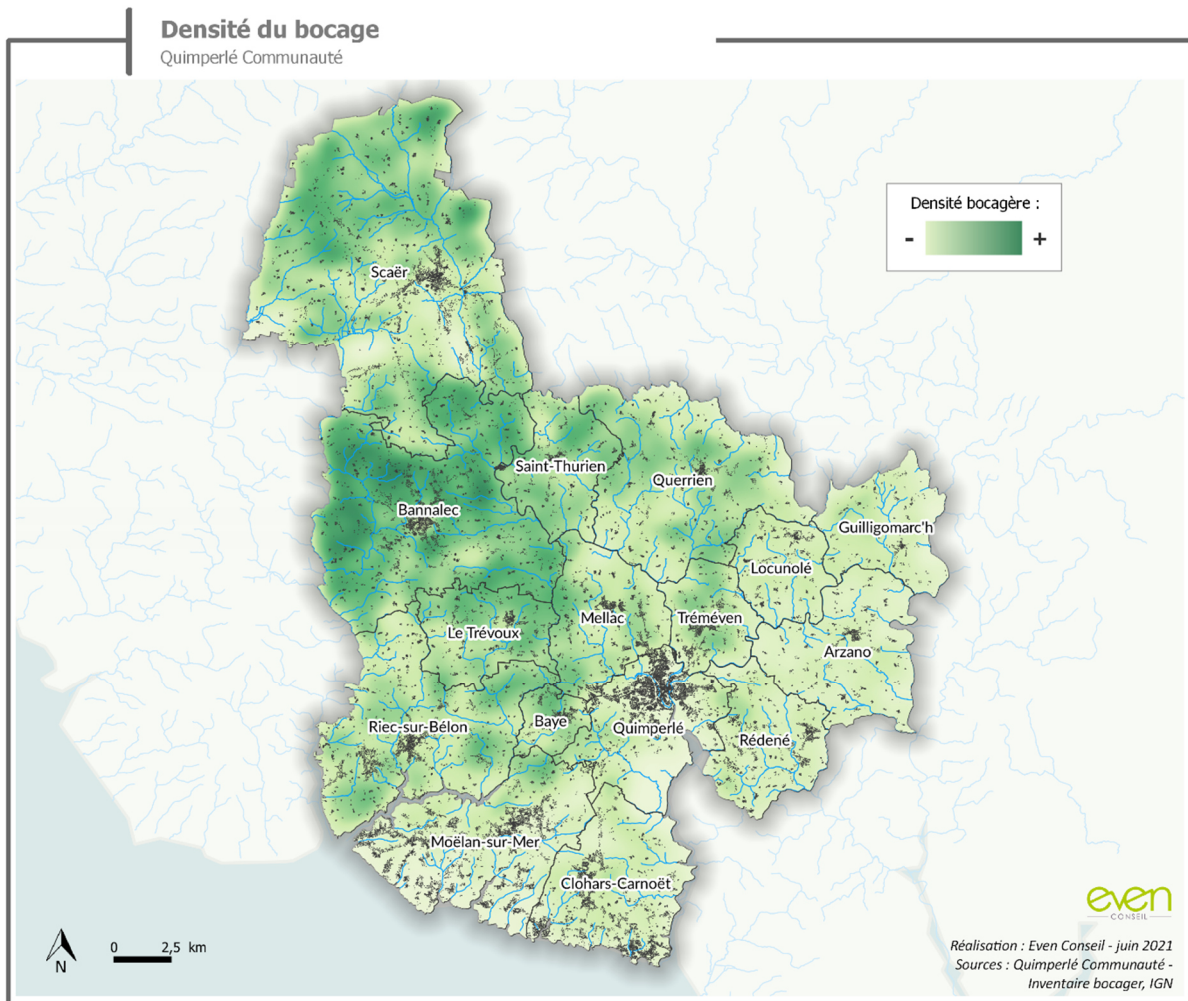 Densité du bocage
Quimperlé Communauté
Densité bocagère :
- +
Scaër
Saint-Thurien
Querrien
Bannalec
Guilligomarc'h
Locunolé
Mellac
Tréméven
Le Trévoux
Arzano
Riec-sur-Bélon
Baye
Quimperlé
Rédené
Moëlan-sur-Mer
Clohars-Carnoët
even
CONSEIL
N
0 2,5 km
Réalisation : Even Conseil - juin 2021
Sources : Quimperlé Communauté -
Inventaire bocager, IGN